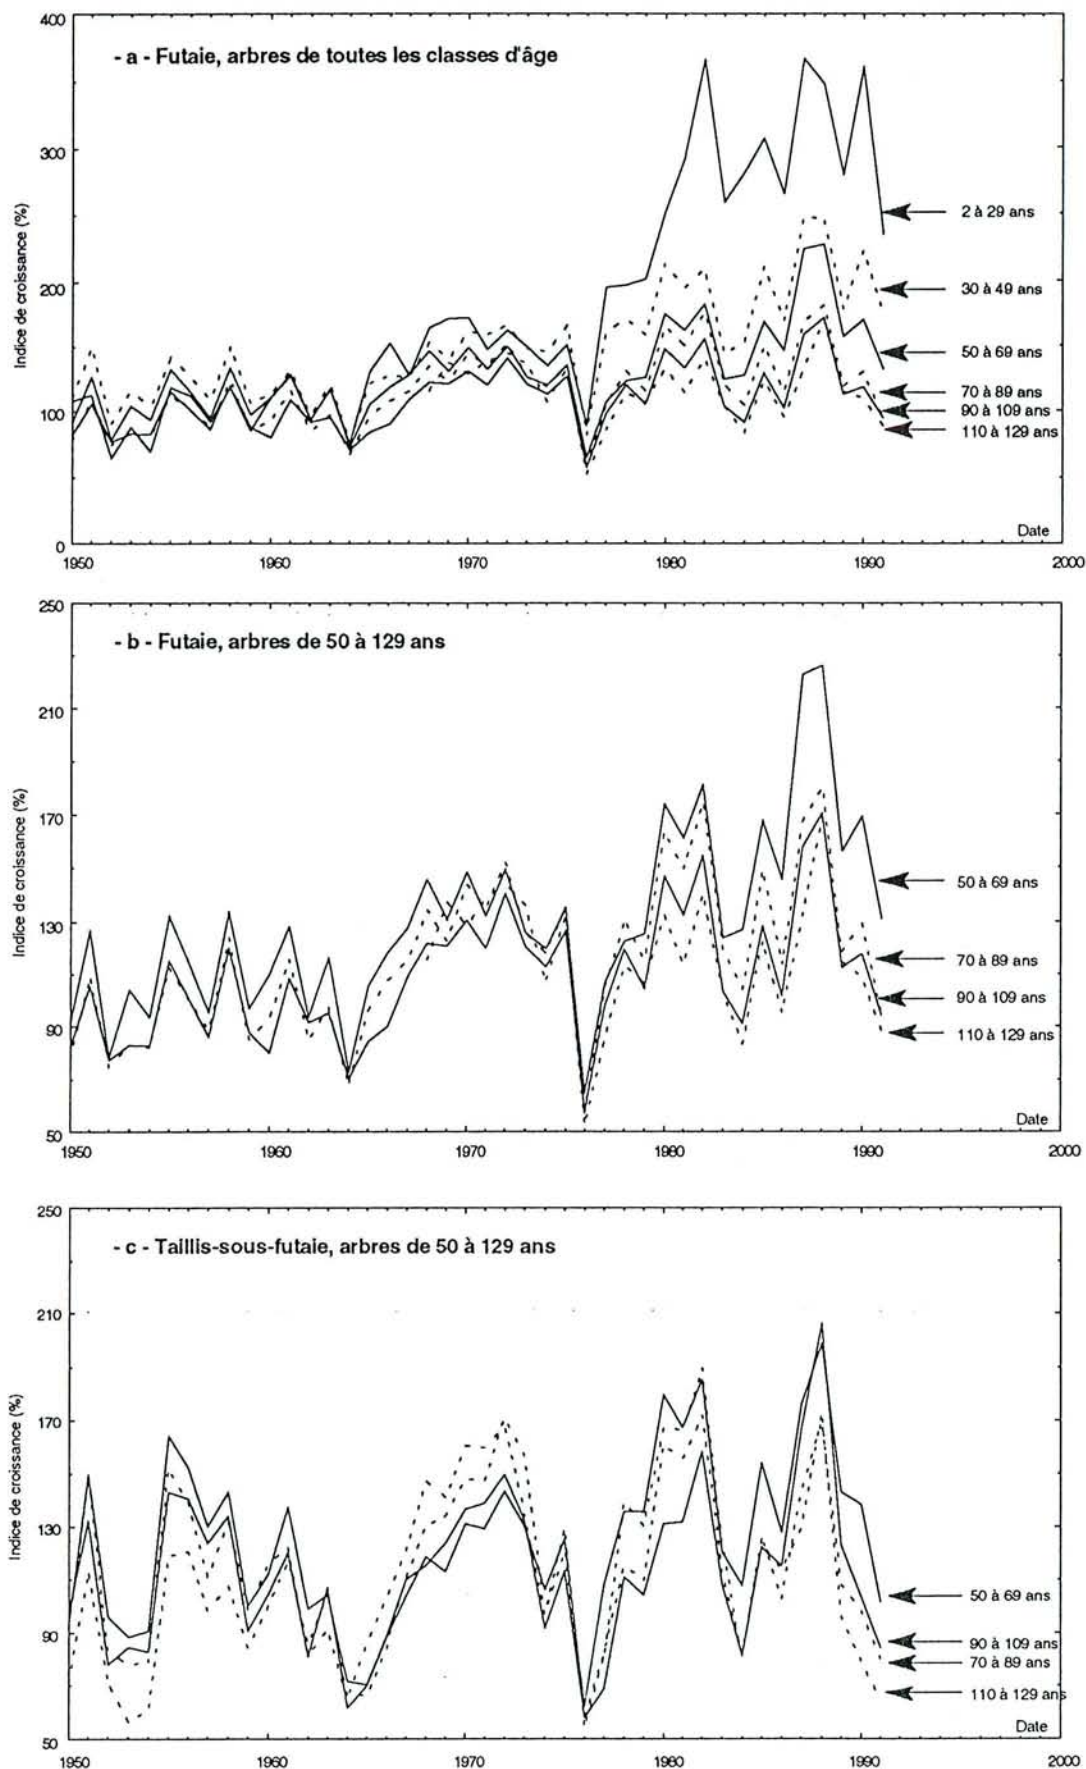 - a - Futaie, arbres de toutes les classes d'âge
Indice de croissance (%)
400
300
200
100
0
2 à 29 ans
30 à 49 ans
50 à 69 ans
70 à 89 ans
90 à 109 ans
110 à 129 ans
Date
1950 1960 1970 1980 1990 2000
- b - Futaie, arbres de 50 à 129 ans
Indice de croissance (%)
250
210
170
130
90
50
50 à 69 ans
70 à 89 ans
90 à 109 ans
110 à 129 ans
Date
1950 1960 1970 1980 1990 2000
- c - Taillis-sous-futaie, arbres de 50 à 129 ans
Indice de croissance (%)
250
210
170
130
90
50
50 à 69 ans
90 à 109 ans
70 à 89 ans
110 à 129 ans
Date
1950 1960 1970 1980 1990 2000